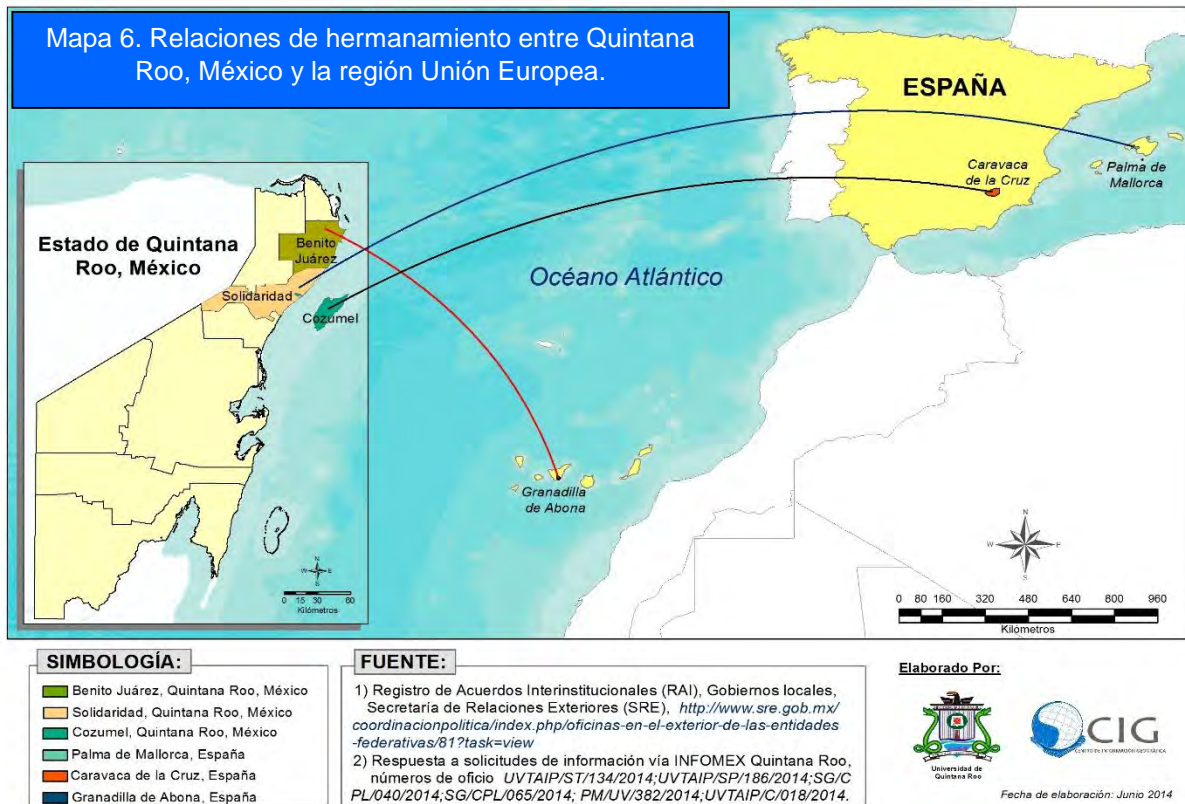 Mapa 6. Relaciones de hermanamiento entre Quintana
Roo, México y la región Unión Europea.
ESPAÑA
Caravaca
de la Cruz
Palma de
Mallorca
Estado de Quintana
Roo, México
Benito
Juárez
Solidaridad
Cozumel
Océano Atlántico
Granadilla
de Abona
N
W
E
S
0 15 30 60
Kilómetros
N
W
E
S
0 80 160 320 480 640 800 960
Kilómetros
SIMBOLOGÍA:
Benito Juárez, Quintana Roo, México
Solidaridad, Quintana Roo, México
Cozumel, Quintana Roo, México
Palma de Mallorca, España
Caravaca de la Cruz, España
Granadilla de Abona, España
FUENTE:
1) Registro de Acuerdos Interinstitucionales (RAI), Gobiernos locales,
Secretaría de Relaciones Exteriores (SRE), http://www.sre.gob.mx/
coordinacionpolitica/index.php/oficinas-en-el-exterior-de-las-entidades
-federativas/81?task=view
2) Respuesta a solicitudes de información vía INFOMEX Quintana Roo,
números de oficio UVTAIP/ST/134/2014;UVTAIP/SP/186/2014;SG/C
PL/040/2014;SG/CPL/065/2014; PM/UV/382/2014;UVTAIP/C/018/2014.
Elaborado Por:
Universidad de
Quintana Roo
CIG
CENTRO DE INFORMACIÓN GEOGRÁFICA
Fecha de elaboración: Junio 2014